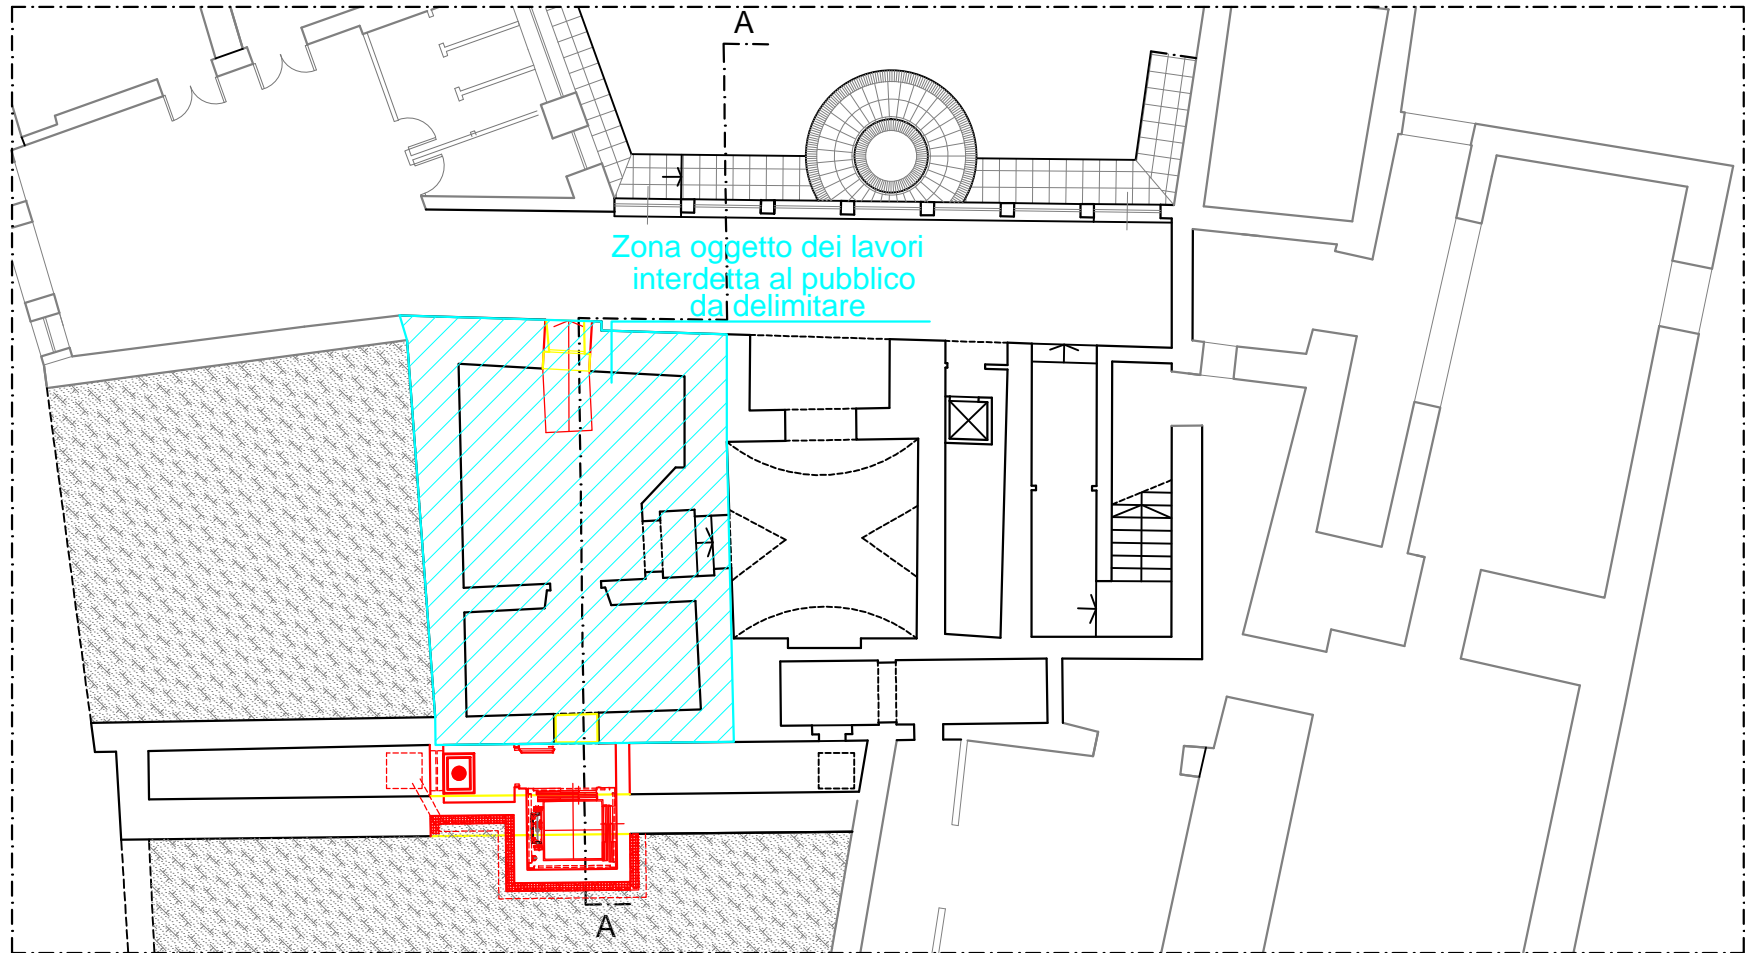 A
Zona oggetto dei lavori
interdetta al pubblico
da delimitare
A